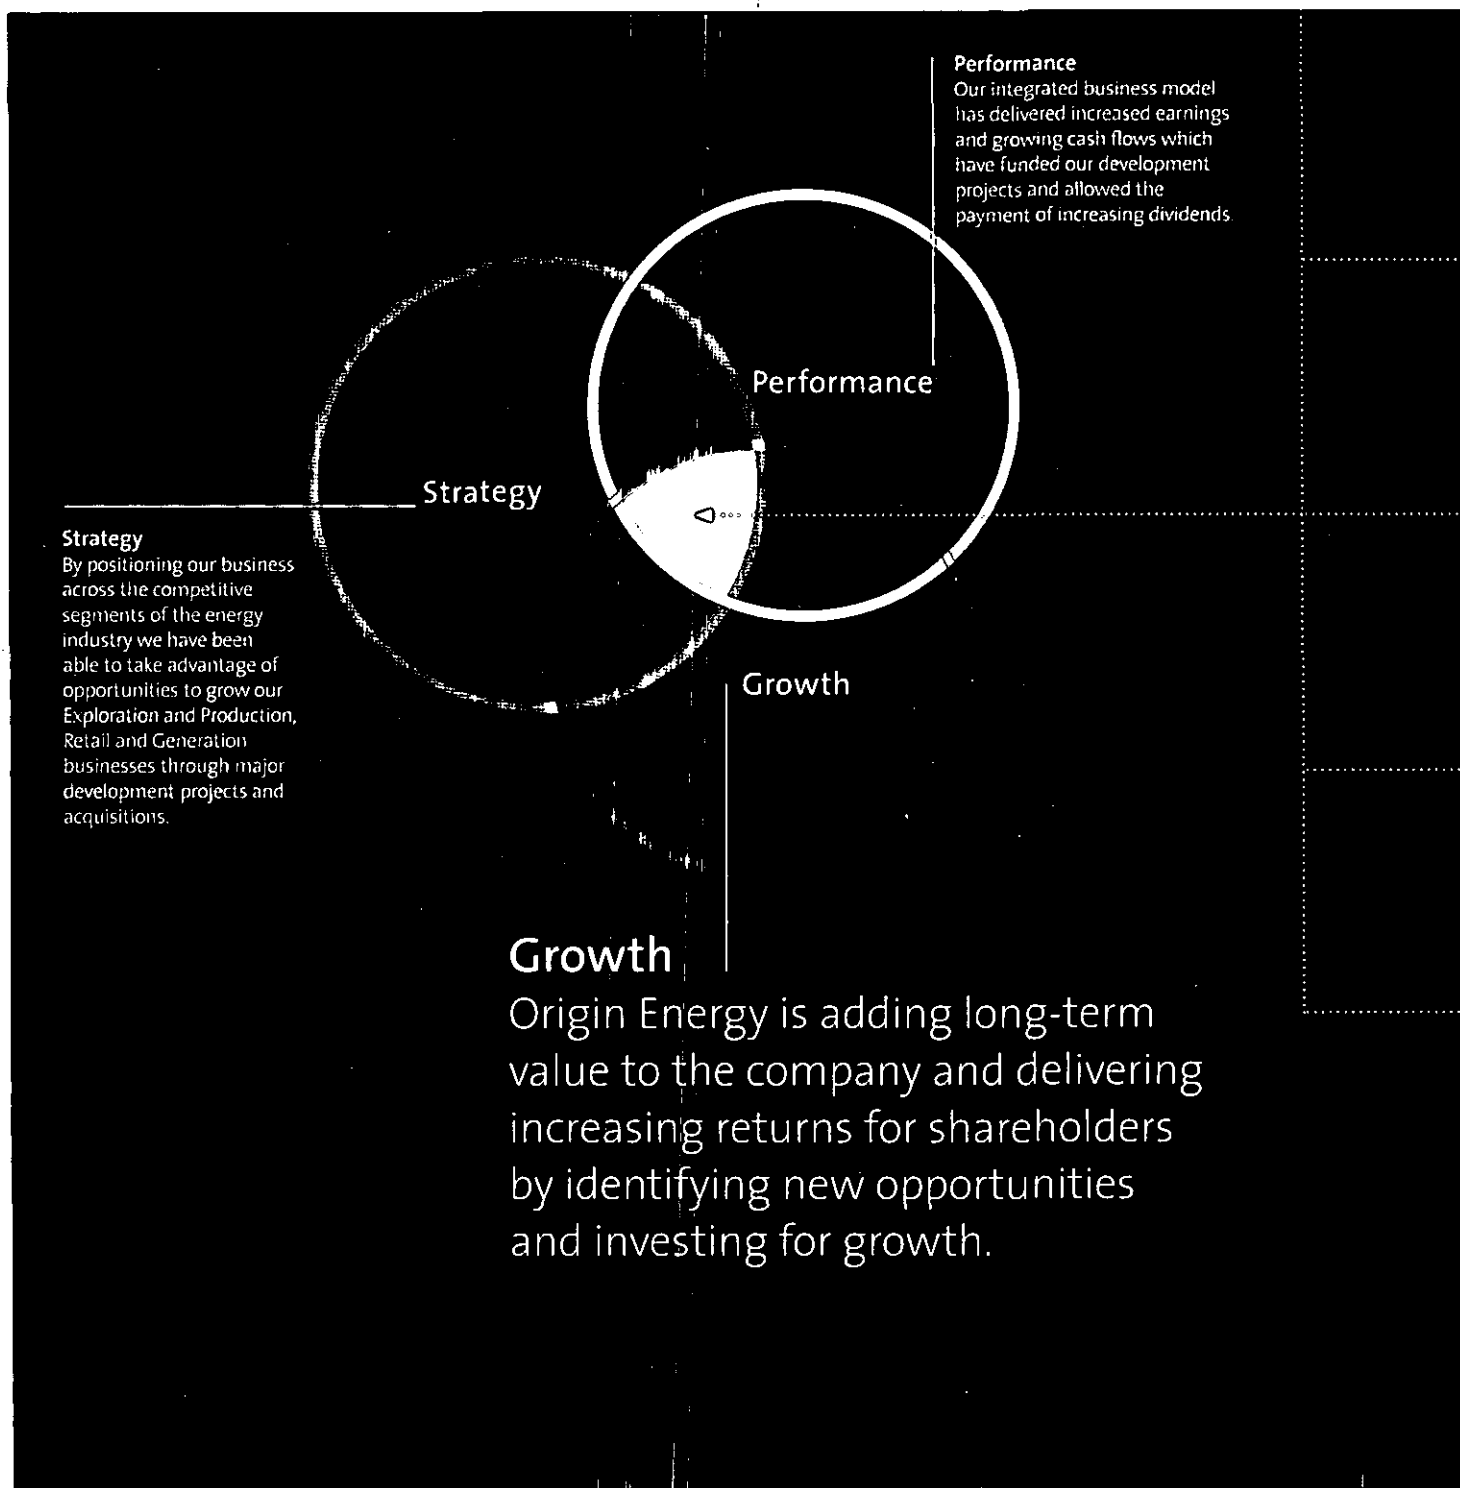 Performance
Our integrated business model
has delivered increased earnings
and growing cash flows which
have funded our development
projects and allowed the
payment of increasing dividends.
Performance
Strategy
Strategy
By positioning our business
across the competitive
segments of the energy
industry we have been
able to take advantage of
opportunities to grow our
Exploration and Production,
Retail and Generation
businesses through major
development projects and
acquisitions.
Growth
Growth
Origin Energy is adding long-term
value to the company and delivering
increasing returns for shareholders
by identifying new opportunities
and investing for growth.